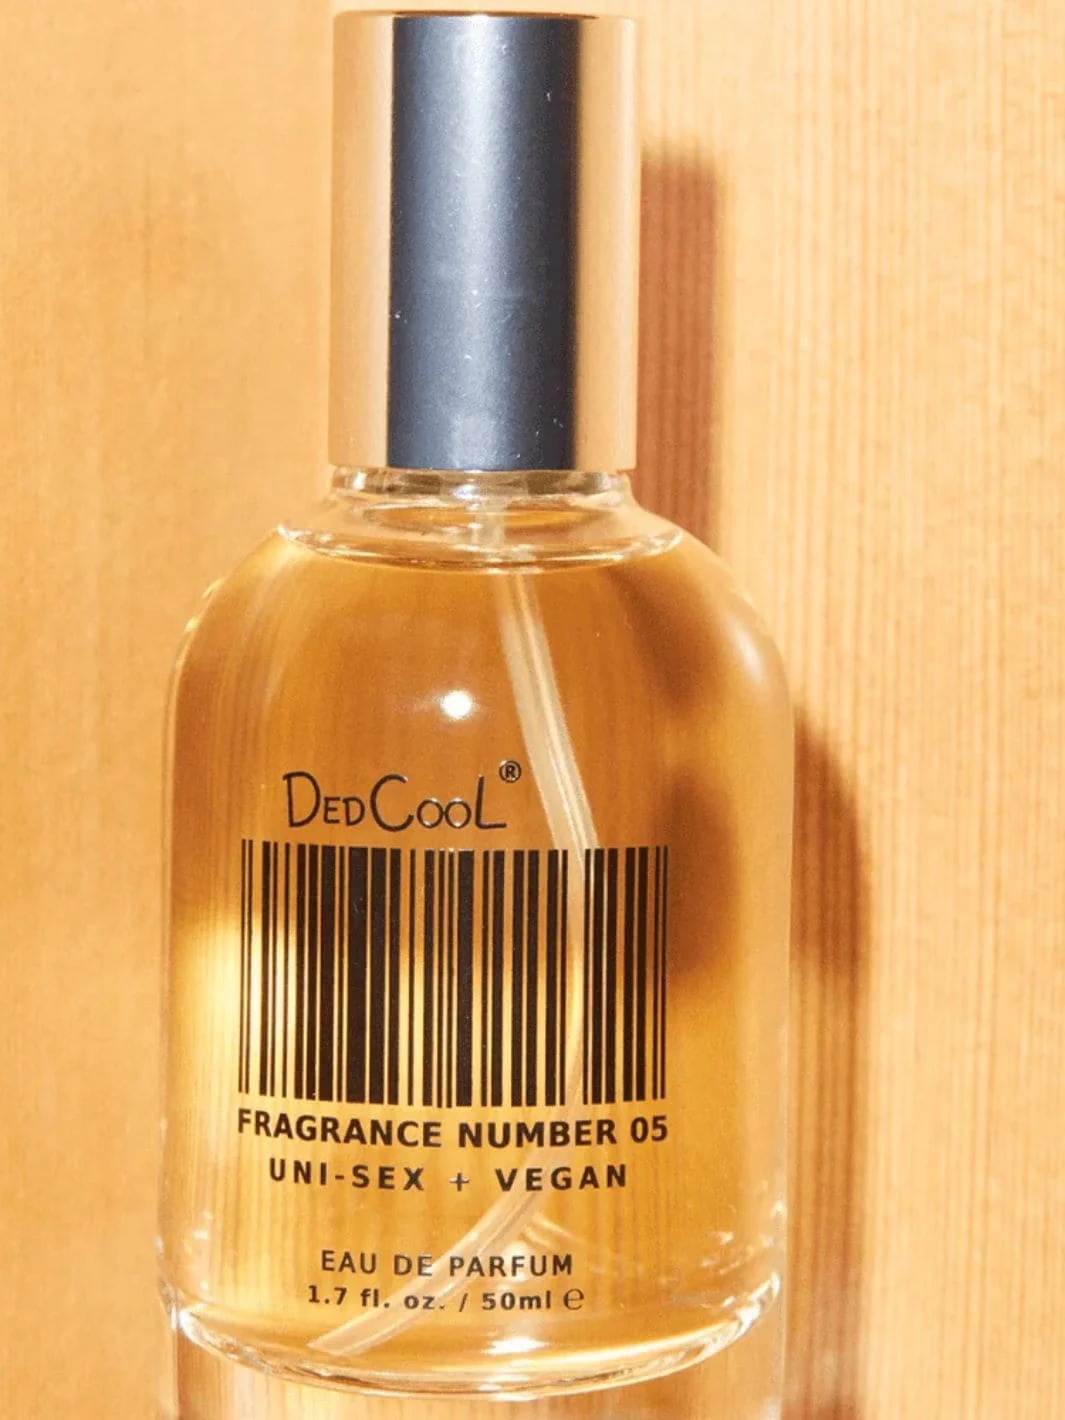 DEDCOOL®
FRAGRANCE NUMBER 05
UNI-SEX + VEGAN
EAU DE PARFUM
1.7 fl. oz. / 50ml ℮